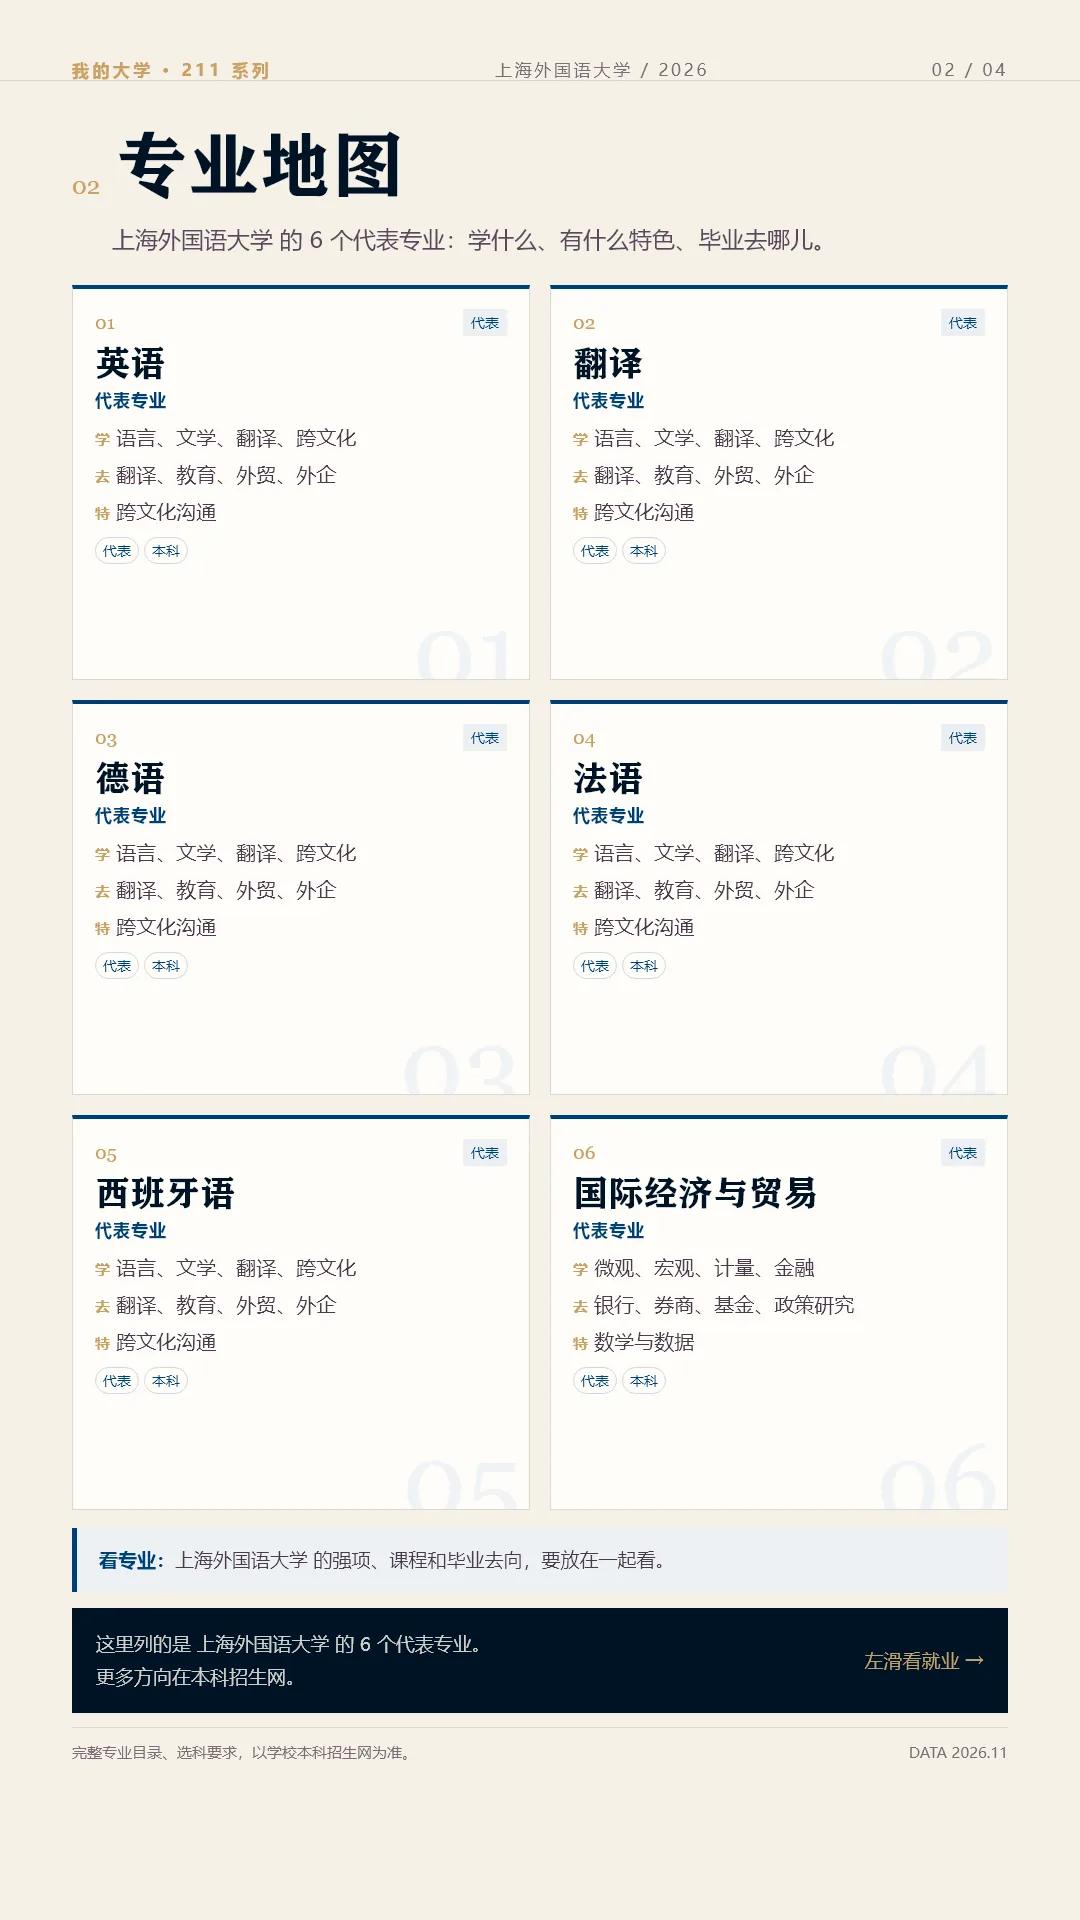 我的大学 · 211 系列
上海外国语大学 / 2026
02 / 04
02 专业地图
上海外国语大学 的 6 个代表专业：学什么、有什么特色、毕业去哪儿。
01
代表
英语
代表专业
学 语言、文学、翻译、跨文化
去 翻译、教育、外贸、外企
特 跨文化沟通
代表 本科
01
02
代表
翻译
代表专业
学 语言、文学、翻译、跨文化
去 翻译、教育、外贸、外企
特 跨文化沟通
代表 本科
02
03
代表
德语
代表专业
学 语言、文学、翻译、跨文化
去 翻译、教育、外贸、外企
特 跨文化沟通
代表 本科
03
04
代表
法语
代表专业
学 语言、文学、翻译、跨文化
去 翻译、教育、外贸、外企
特 跨文化沟通
代表 本科
04
05
代表
西班牙语
代表专业
学 语言、文学、翻译、跨文化
去 翻译、教育、外贸、外企
特 跨文化沟通
代表 本科
05
06
代表
国际经济与贸易
代表专业
学 微观、宏观、计量、金融
去 银行、券商、基金、政策研究
特 数学与数据
代表 本科
06
看专业：上海外国语大学 的强项、课程和毕业去向，要放在一起看。
这里列的是 上海外国语大学 的 6 个代表专业。
更多方向在本科招生网。
左滑看就业 →
完整专业目录、选科要求，以学校本科招生网为准。
DATA 2026.11